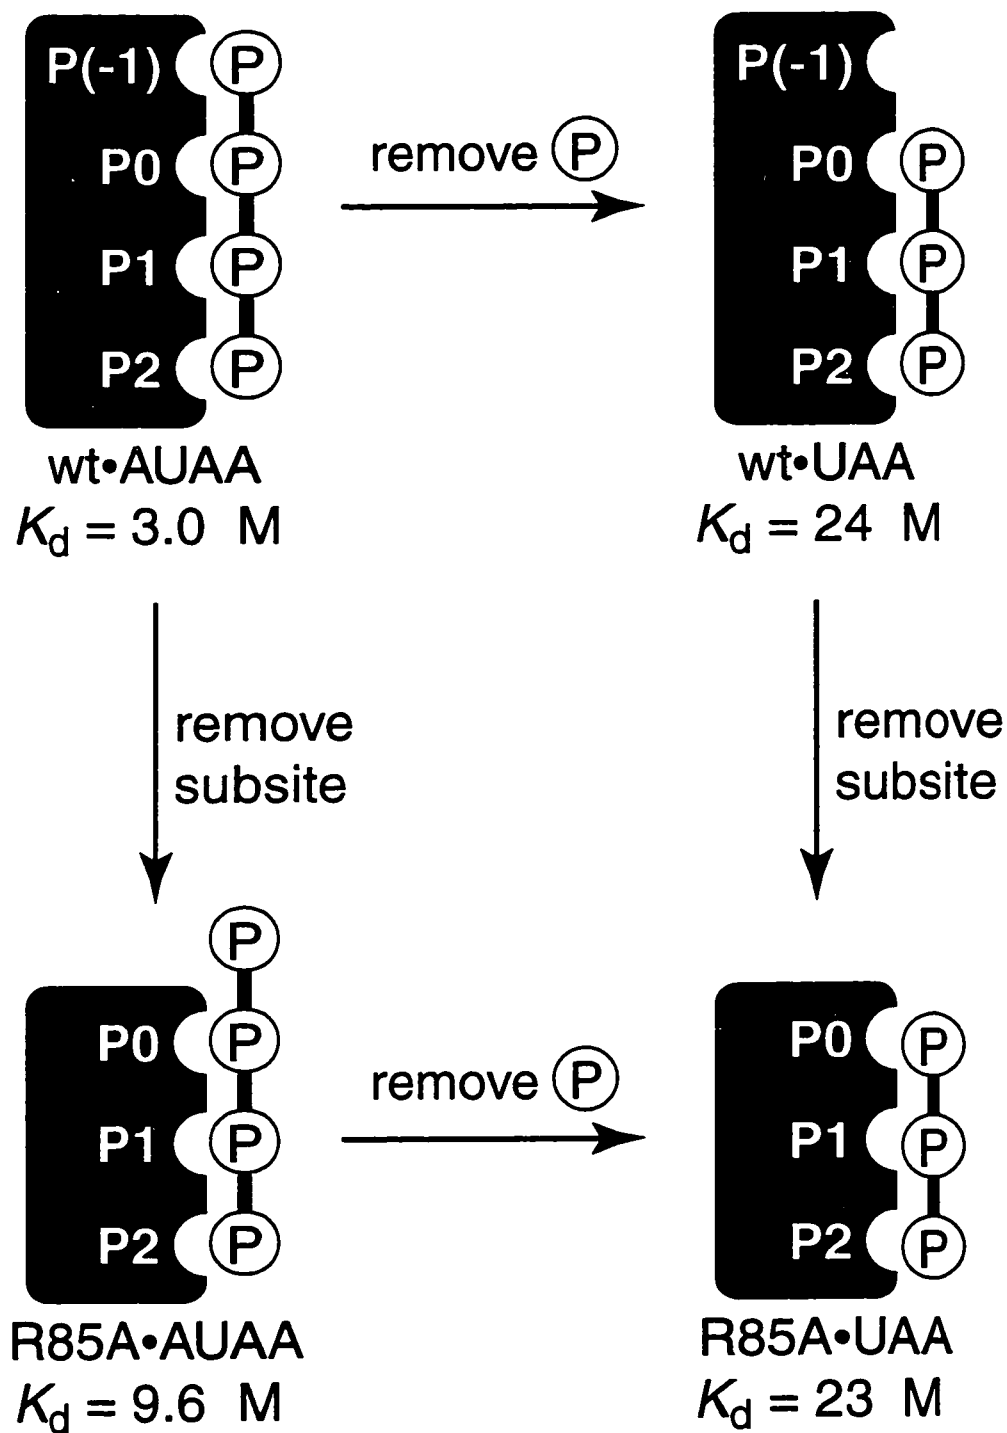 P(-1) P
P0 P
P1 P
P2 P
wt•AUAA
Kd = 3.0 M
remove P
P(-1)
P0 P
P1 P
P2 P
wt•UAA
Kd = 24 M
remove
subsite
remove
subsite
P
P0 P
P1 P
P2 P
R85A•AUAA
Kd = 9.6 M
remove P
P0 P
P1 P
P2 P
R85A•UAA
Kd = 23 M